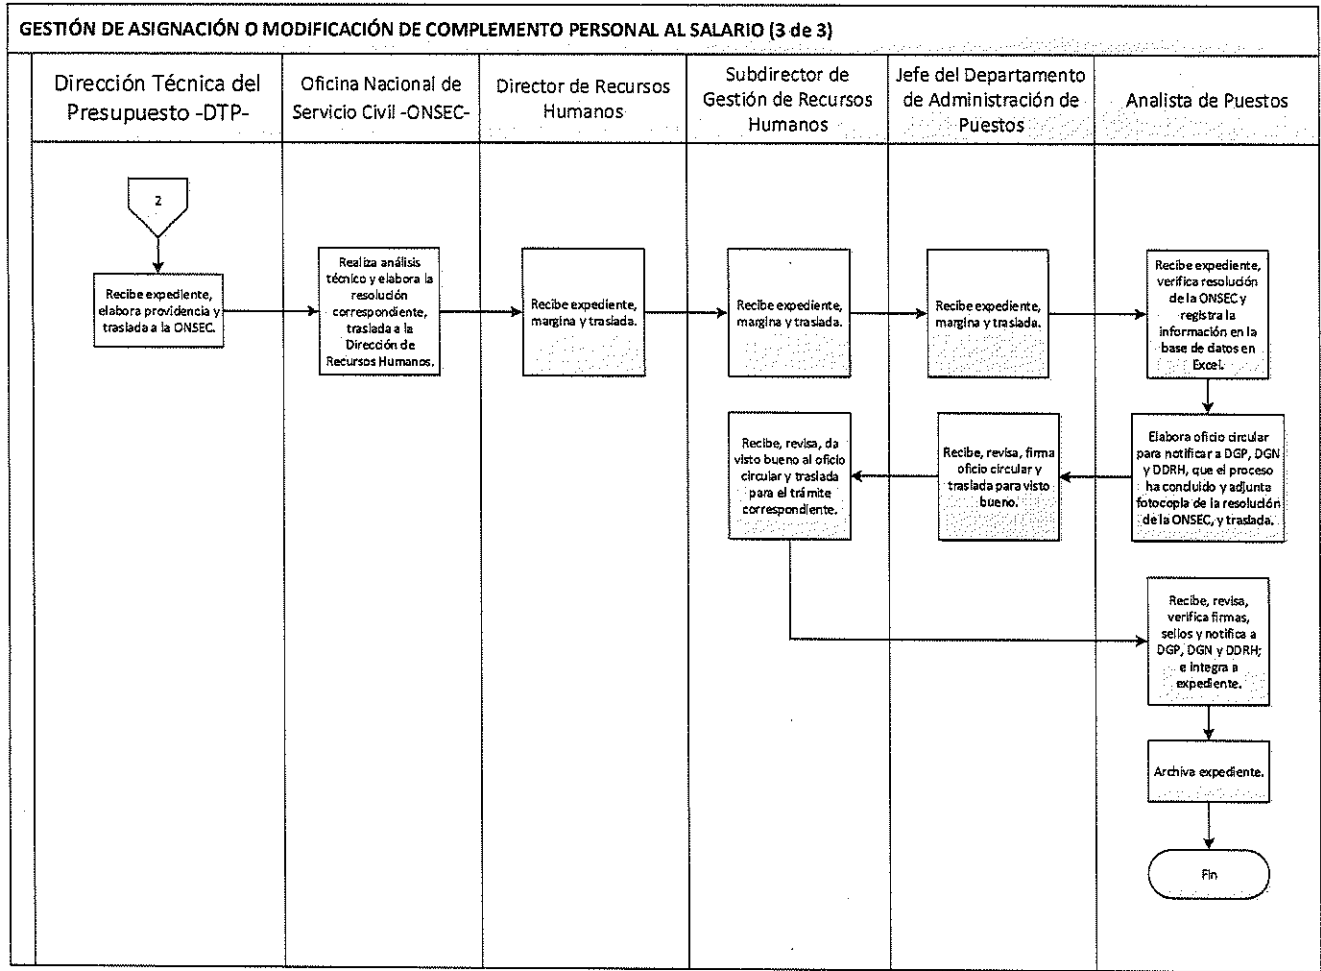 GESTIÓN DE ASIGNACIÓN O MODIFICACIÓN DE COMPLEMENTO PERSONAL AL SALARIO (3 de 3)
Dirección Técnica del
Presupuesto -DTP-
Oficina Nacional de
Servicio Civil -ONSEC-
Director de Recursos
Humanos
Subdirector de
Gestión de Recursos
Humanos
Jefe del Departamento
de Administración de
Puestos
Analista de Puestos
2
Recibe expediente,
elabora providencia y
traslada a la ONSEC.
Realiza análisis
técnico y elabora la
resolución
correspondiente,
traslada a la
Dirección de
Recursos Humanos.
Recibe expediente,
margina y traslada.
Recibe expediente,
margina y traslada.
Recibe expediente,
margina y traslada.
Recibe expediente,
verifica resolución
de la ONSEC y
registra la
información en la
base de datos en
Excel.
Recibe, revisa, da
visto bueno al oficio
circular y traslada
para el trámite
correspondiente.
Recibe, revisa, firma
oficio circular y
traslada para visto
bueno.
Elabora oficio circular
para notificar a DGP, DGN
y DDRH, que el proceso
ha concluido y adjunta
fotocopia de la resolución
de la ONSEC, y traslada.
Recibe, revisa,
verifica firmas,
sellos y notifica a
DGP, DGN y DDRH;
e integra a
expediente.
Archiva expediente.
Fin